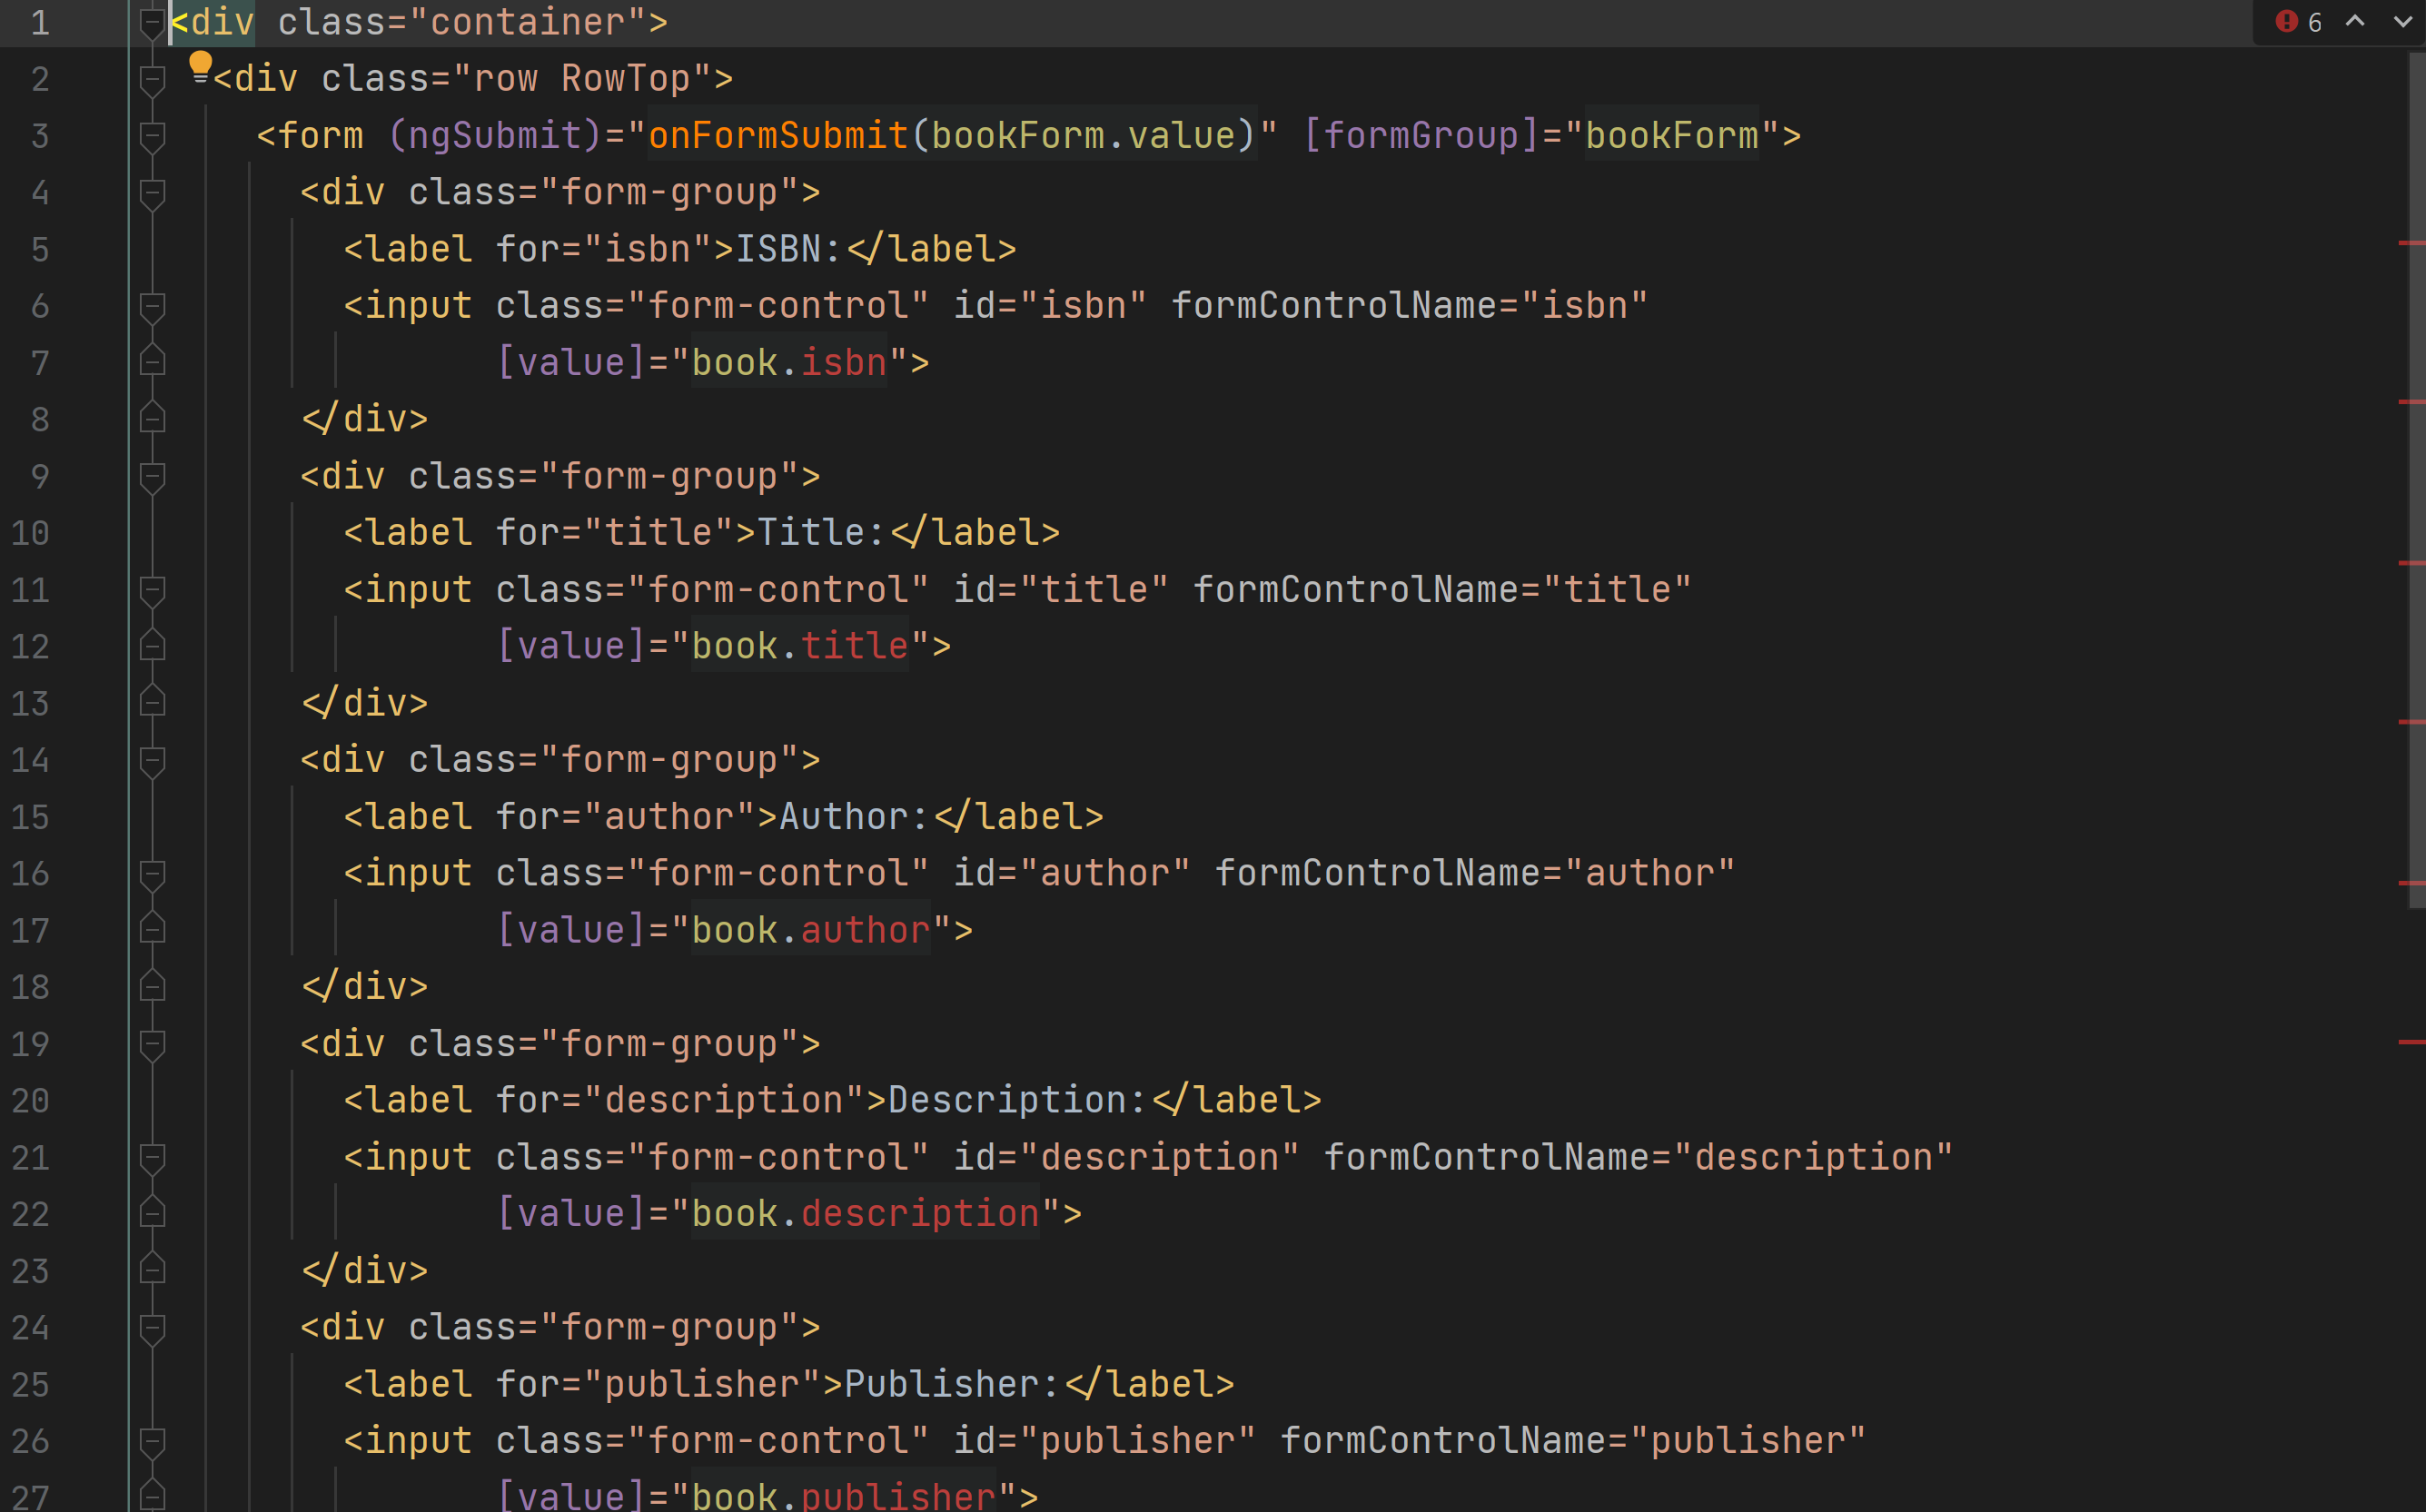 6
1 <div class="container">
2 <div class="row RowTop">
3 <form (ngSubmit)="onFormSubmit(bookForm.value)" [formGroup]="bookForm">
4 <div class="form-group">
5 <label for="isbn">ISBN:</label>
6 <input class="form-control" id="isbn" formControlName="isbn"
7 [value]="book.isbn">
8 </div>
9 <div class="form-group">
10 <label for="title">Title:</label>
11 <input class="form-control" id="title" formControlName="title"
12 [value]="book.title">
13 </div>
14 <div class="form-group">
15 <label for="author">Author:</label>
16 <input class="form-control" id="author" formControlName="author"
17 [value]="book.author">
18 </div>
19 <div class="form-group">
20 <label for="description">Description:</label>
21 <input class="form-control" id="description" formControlName="description"
22 [value]="book.description">
23 </div>
24 <div class="form-group">
25 <label for="publisher">Publisher:</label>
26 <input class="form-control" id="publisher" formControlName="publisher"
27 [value]="book.publisher">